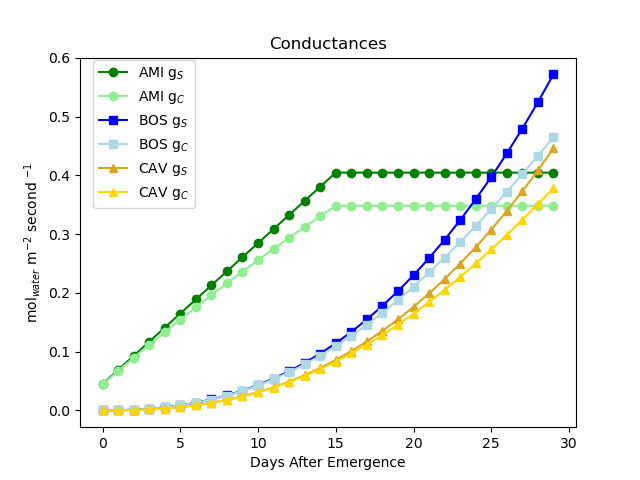 Conductances
0.6
0.5
0.4
0.3
0.2
0.1
0.0
mol_water m^-2 second ^-1
AMI g_S
AMI g_C
BOS g_S
BOS g_C
CAV g_S
CAV g_C
0 5 10 15 20 25 30
Days After Emergence